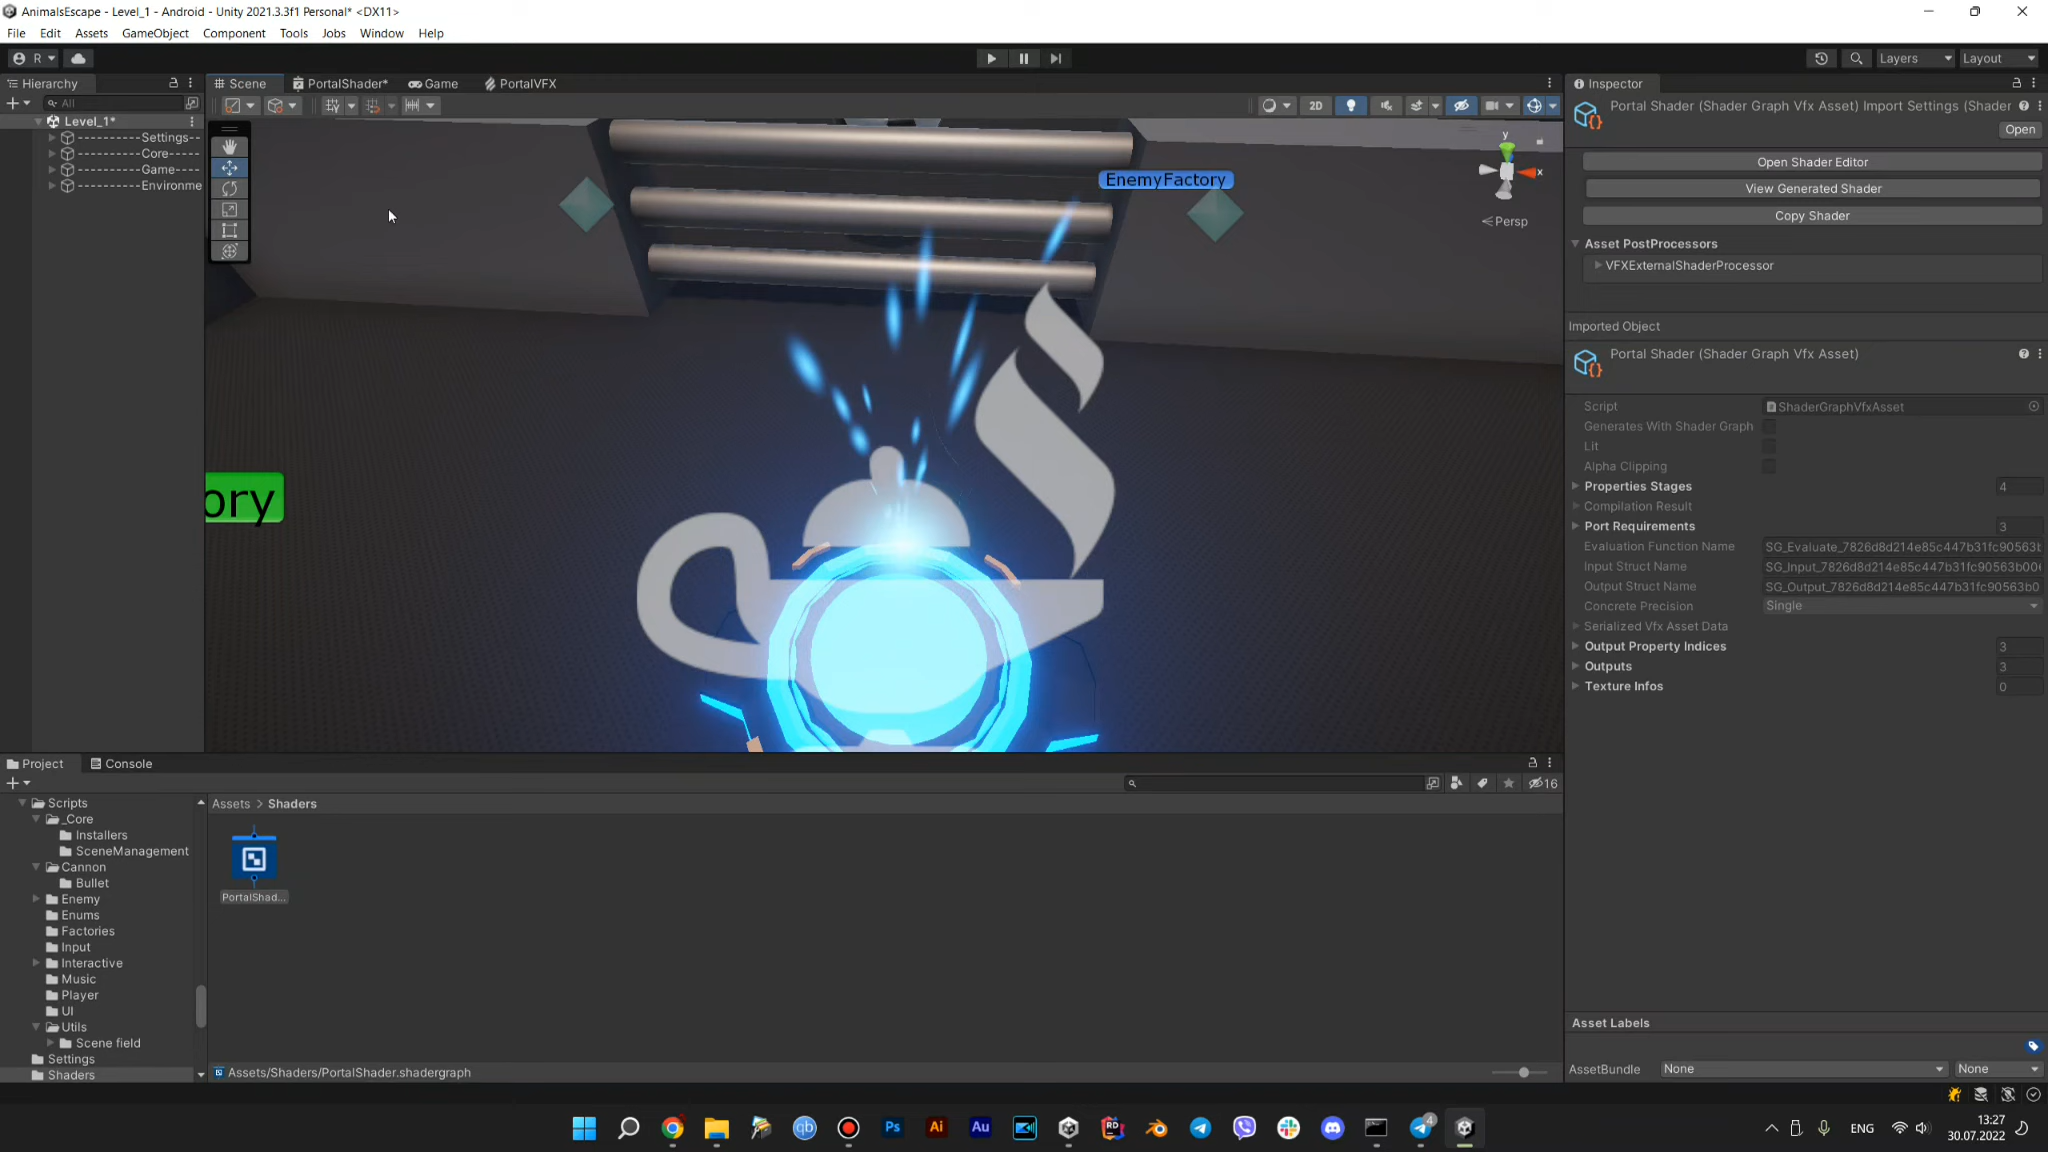 AnimalsEscape - Level_1 - Android - Unity 2021.3.3f1 Personal* <DX11>
File Edit Assets GameObject Component Tools Jobs Window Help
R Layers Layout
Hierarchy
All
Level_1*
----------Settings--
----------Core----
----------Game----
----------Environme
Scene PortalShader* Game PortalVFX
2D
EnemyFactory
ory
y
x
Persp
Inspector
Portal Shader (Shader Graph Vfx Asset) Import Settings (Shader
Open
Open Shader Editor
View Generated Shader
Copy Shader
Asset PostProcessors
VFXExternalShaderProcessor
Imported Object
Portal Shader (Shader Graph Vfx Asset)
Script ShaderGraphVfxAsset
Generates With Shader Graph
Lit
Alpha Clipping
Properties Stages 4
Compilation Result
Port Requirements 3
Evaluation Function Name
Input Struct Name
Output Struct Name
Concrete Precision Single
Serialized Vfx Asset Data
Output Property Indices 3
Outputs 3
Texture Infos 0
Asset Labels
AssetBundle None None
Project Console
16
Scripts
_Core
Installers
SceneManagement
Cannon
Bullet
Enemy
Enums
Factories
Input
Interactive
Music
Player
UI
Utils
Scene field
Settings
Shaders
Assets > Shaders
PortalShad...
Assets/Shaders/PortalShader.shadergraph
qb Ps Ai Au RD 4
ENG
13:27
30.07.2022